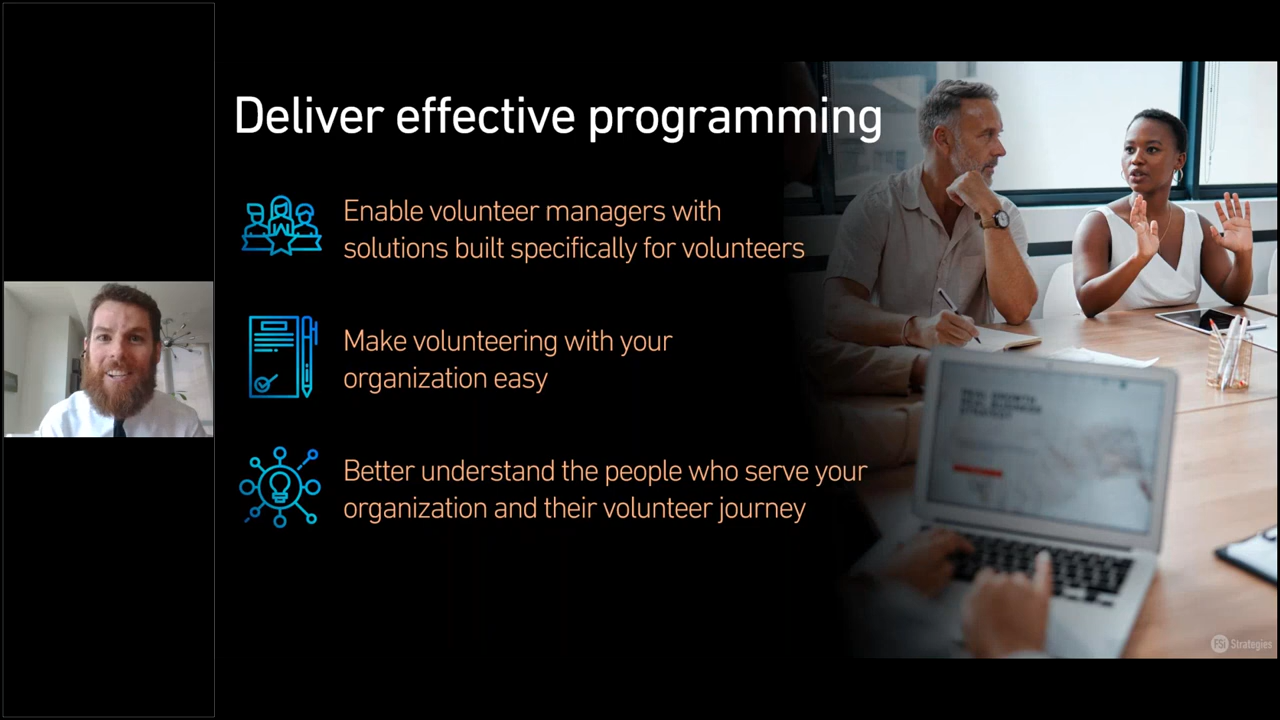 Deliver effective programming
Enable volunteer managers with
solutions built specifically for volunteers
Make volunteering with your
organization easy
Better understand the people who serve your
organization and their volunteer journey
FSi Strategies